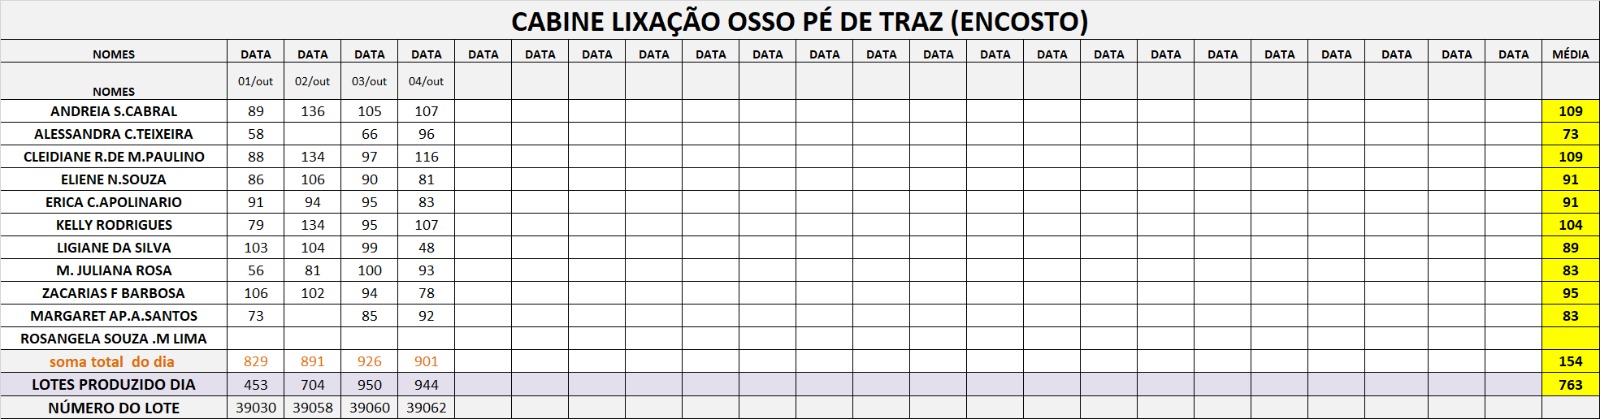 CABINE LIXAÇÃO OSSO PÉ DE TRAZ (ENCOSTO)
NOMES DATA DATA DATA DATA DATA DATA DATA DATA DATA DATA DATA DATA DATA DATA DATA DATA DATA DATA DATA DATA DATA DATA DATA MÉDIA
NOMES 01/out 02/out 03/out 04/out
ANDREIA S.CABRAL 89 136 105 107 109
ALESSANDRA C.TEIXEIRA 58 66 96 73
CLEIDIANE R.DE M.PAULINO 88 134 97 116 109
ELIENE N.SOUZA 86 106 90 81 91
ERICA C.APOLINARIO 91 94 95 83 91
KELLY RODRIGUES 79 134 95 107 104
LIGIANE DA SILVA 103 104 99 48 89
M. JULIANA ROSA 56 81 100 93 83
ZACARIAS F BARBOSA 106 102 94 78 95
MARGARET AP.A.SANTOS 73 85 92 83
ROSANGELA SOUZA .M LIMA
soma total do dia 829 891 926 901 154
LOTES PRODUZIDO DIA 453 704 950 944 763
NÚMERO DO LOTE 39030 39058 39060 39062